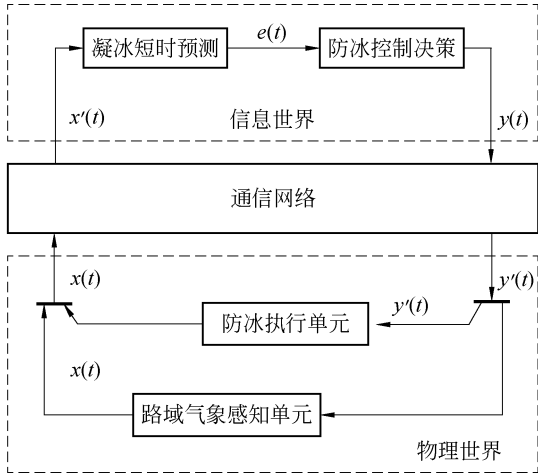 凝冰短时预测
e(t)
防冰控制决策
x′(t)
信息世界
y(t)
通信网络
x(t)
y′(t)
防冰执行单元
y′(t)
x(t)
路域气象感知单元
物理世界